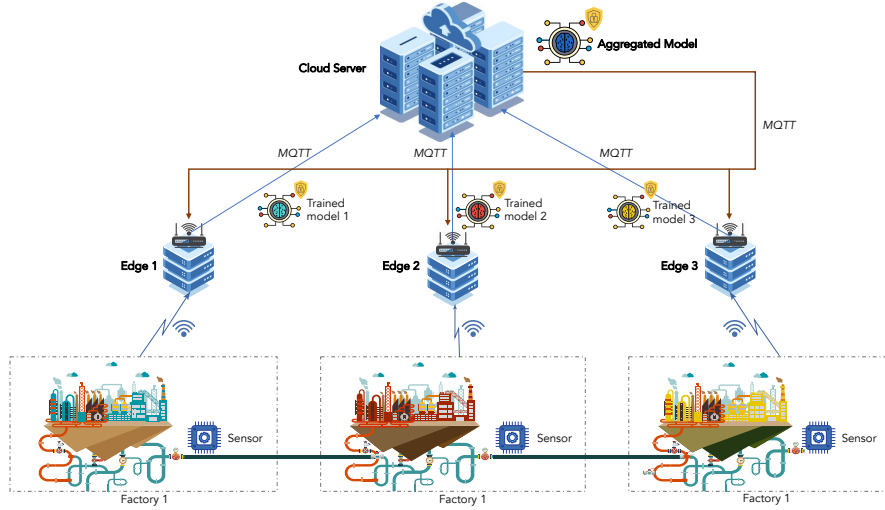 Aggregated Model
Cloud Server
MQTT
MQTT
MQTT
MQTT
Trained
model 1
Trained
model 2
Trained
model 3
Edge 1
Edge 2
Edge 3
Sensor
Sensor
Sensor
Factory 1
Factory 1
Factory 1